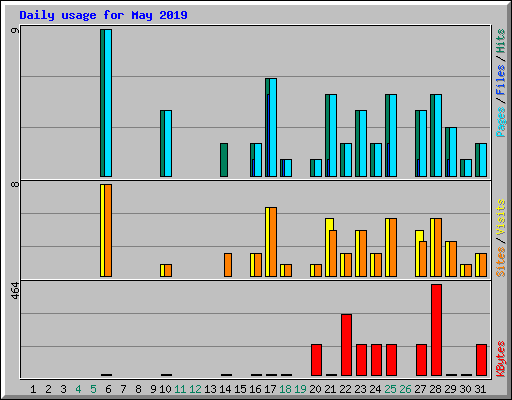 Daily usage for May 2019
9
8
464
Pages/Files/Hits
Sites/Visits
KBytes
1 2 3 4 5 6 7 8 9 10 11 12 13 14 15 16 17 18 19 20 21 22 23 24 25 26 27 28 29 30 31